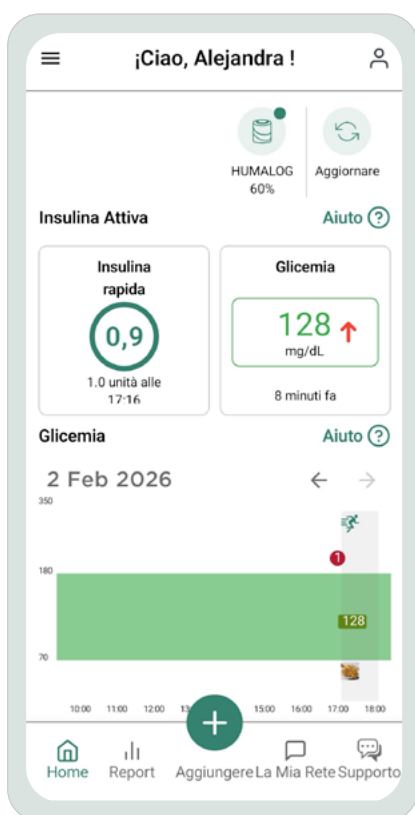 ¡Ciao, Alejandra !
HUMALOG
60%
Aggiornare
Insulina Attiva
Aiuto ?
Insulina
rapida
0,9
1.0 unità alle
17:16
Glicemia
128
mg/dL
8 minuti fa
Glicemia
Aiuto ?
2 Feb 2026
350
180
70
1
128
10:00 11:00 12:00 13 15:00 16:00 17:00 18:00
Home Report Aggiungere La Mia Rete Supporto